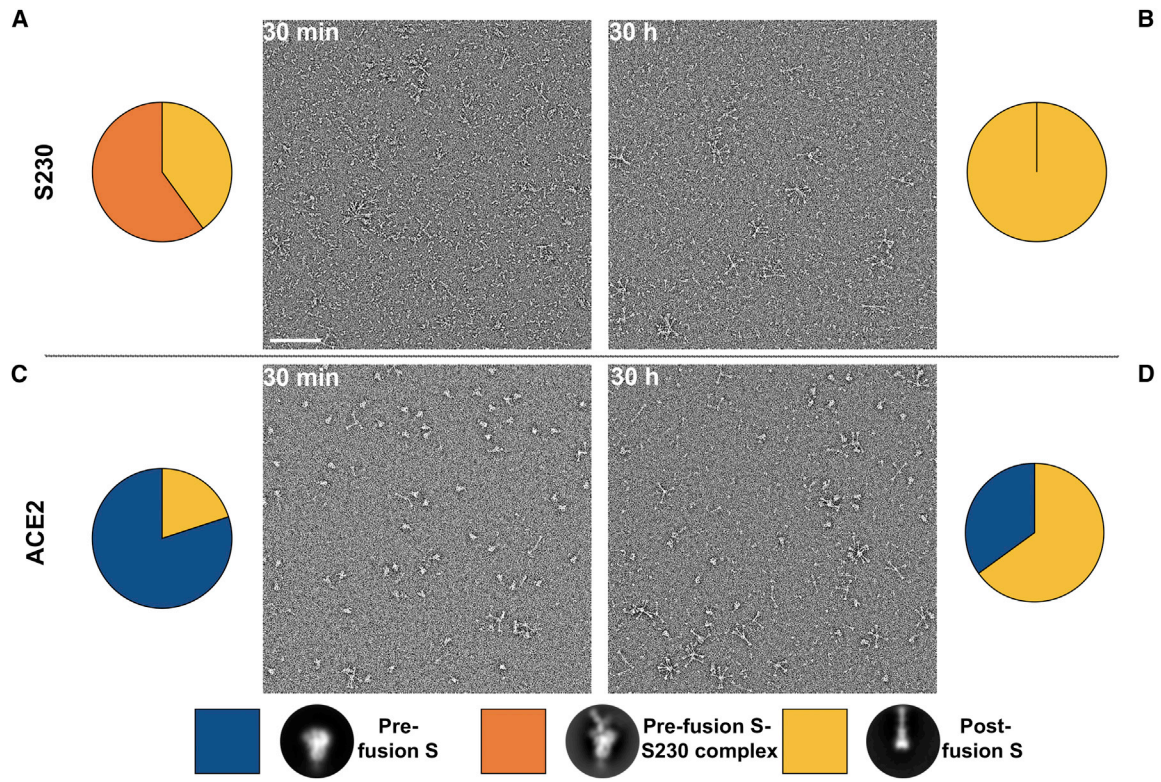 A
B
30 min
30 h
S230
C
D
30 min
30 h
ACE2
Pre-
fusion S
Pre-fusion S-
S230 complex
Post-
fusion S